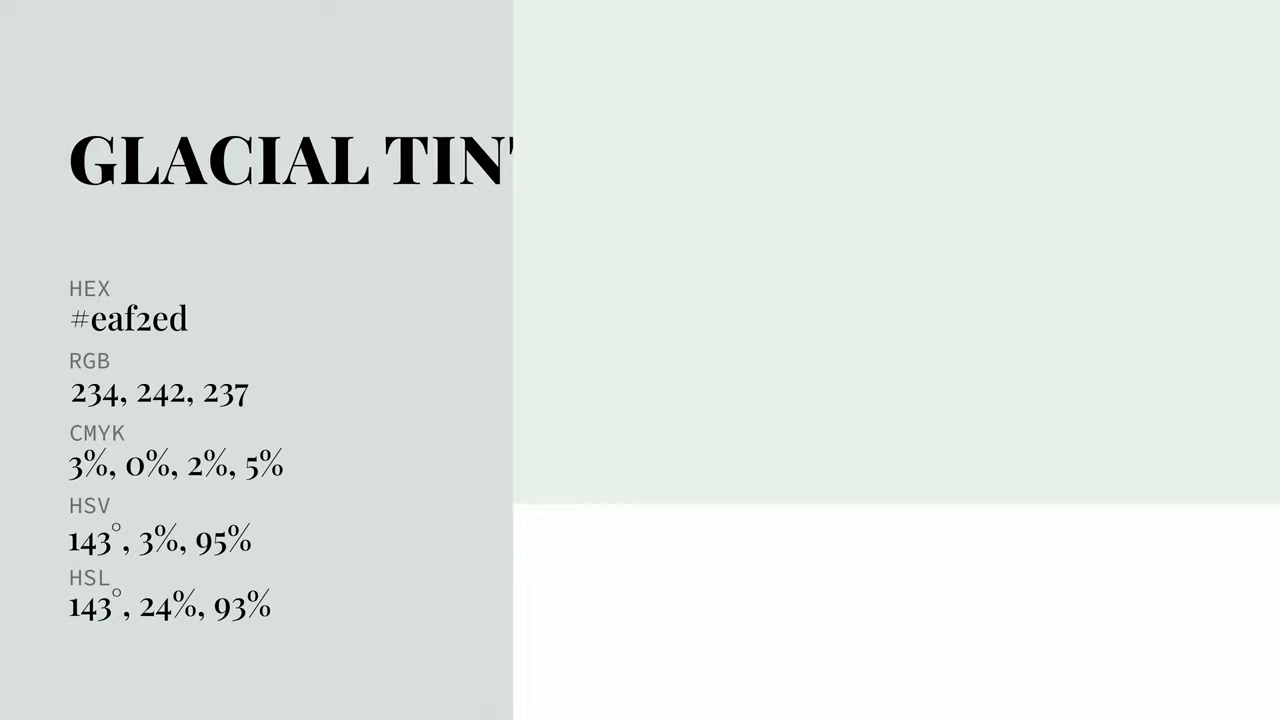 GLACIAL TINT
HEX
#eaf2ed
RGB
234, 242, 237
CMYK
3%, 0%, 2%, 5%
HSV
143°, 3%, 95%
HSL
143°, 24%, 93%